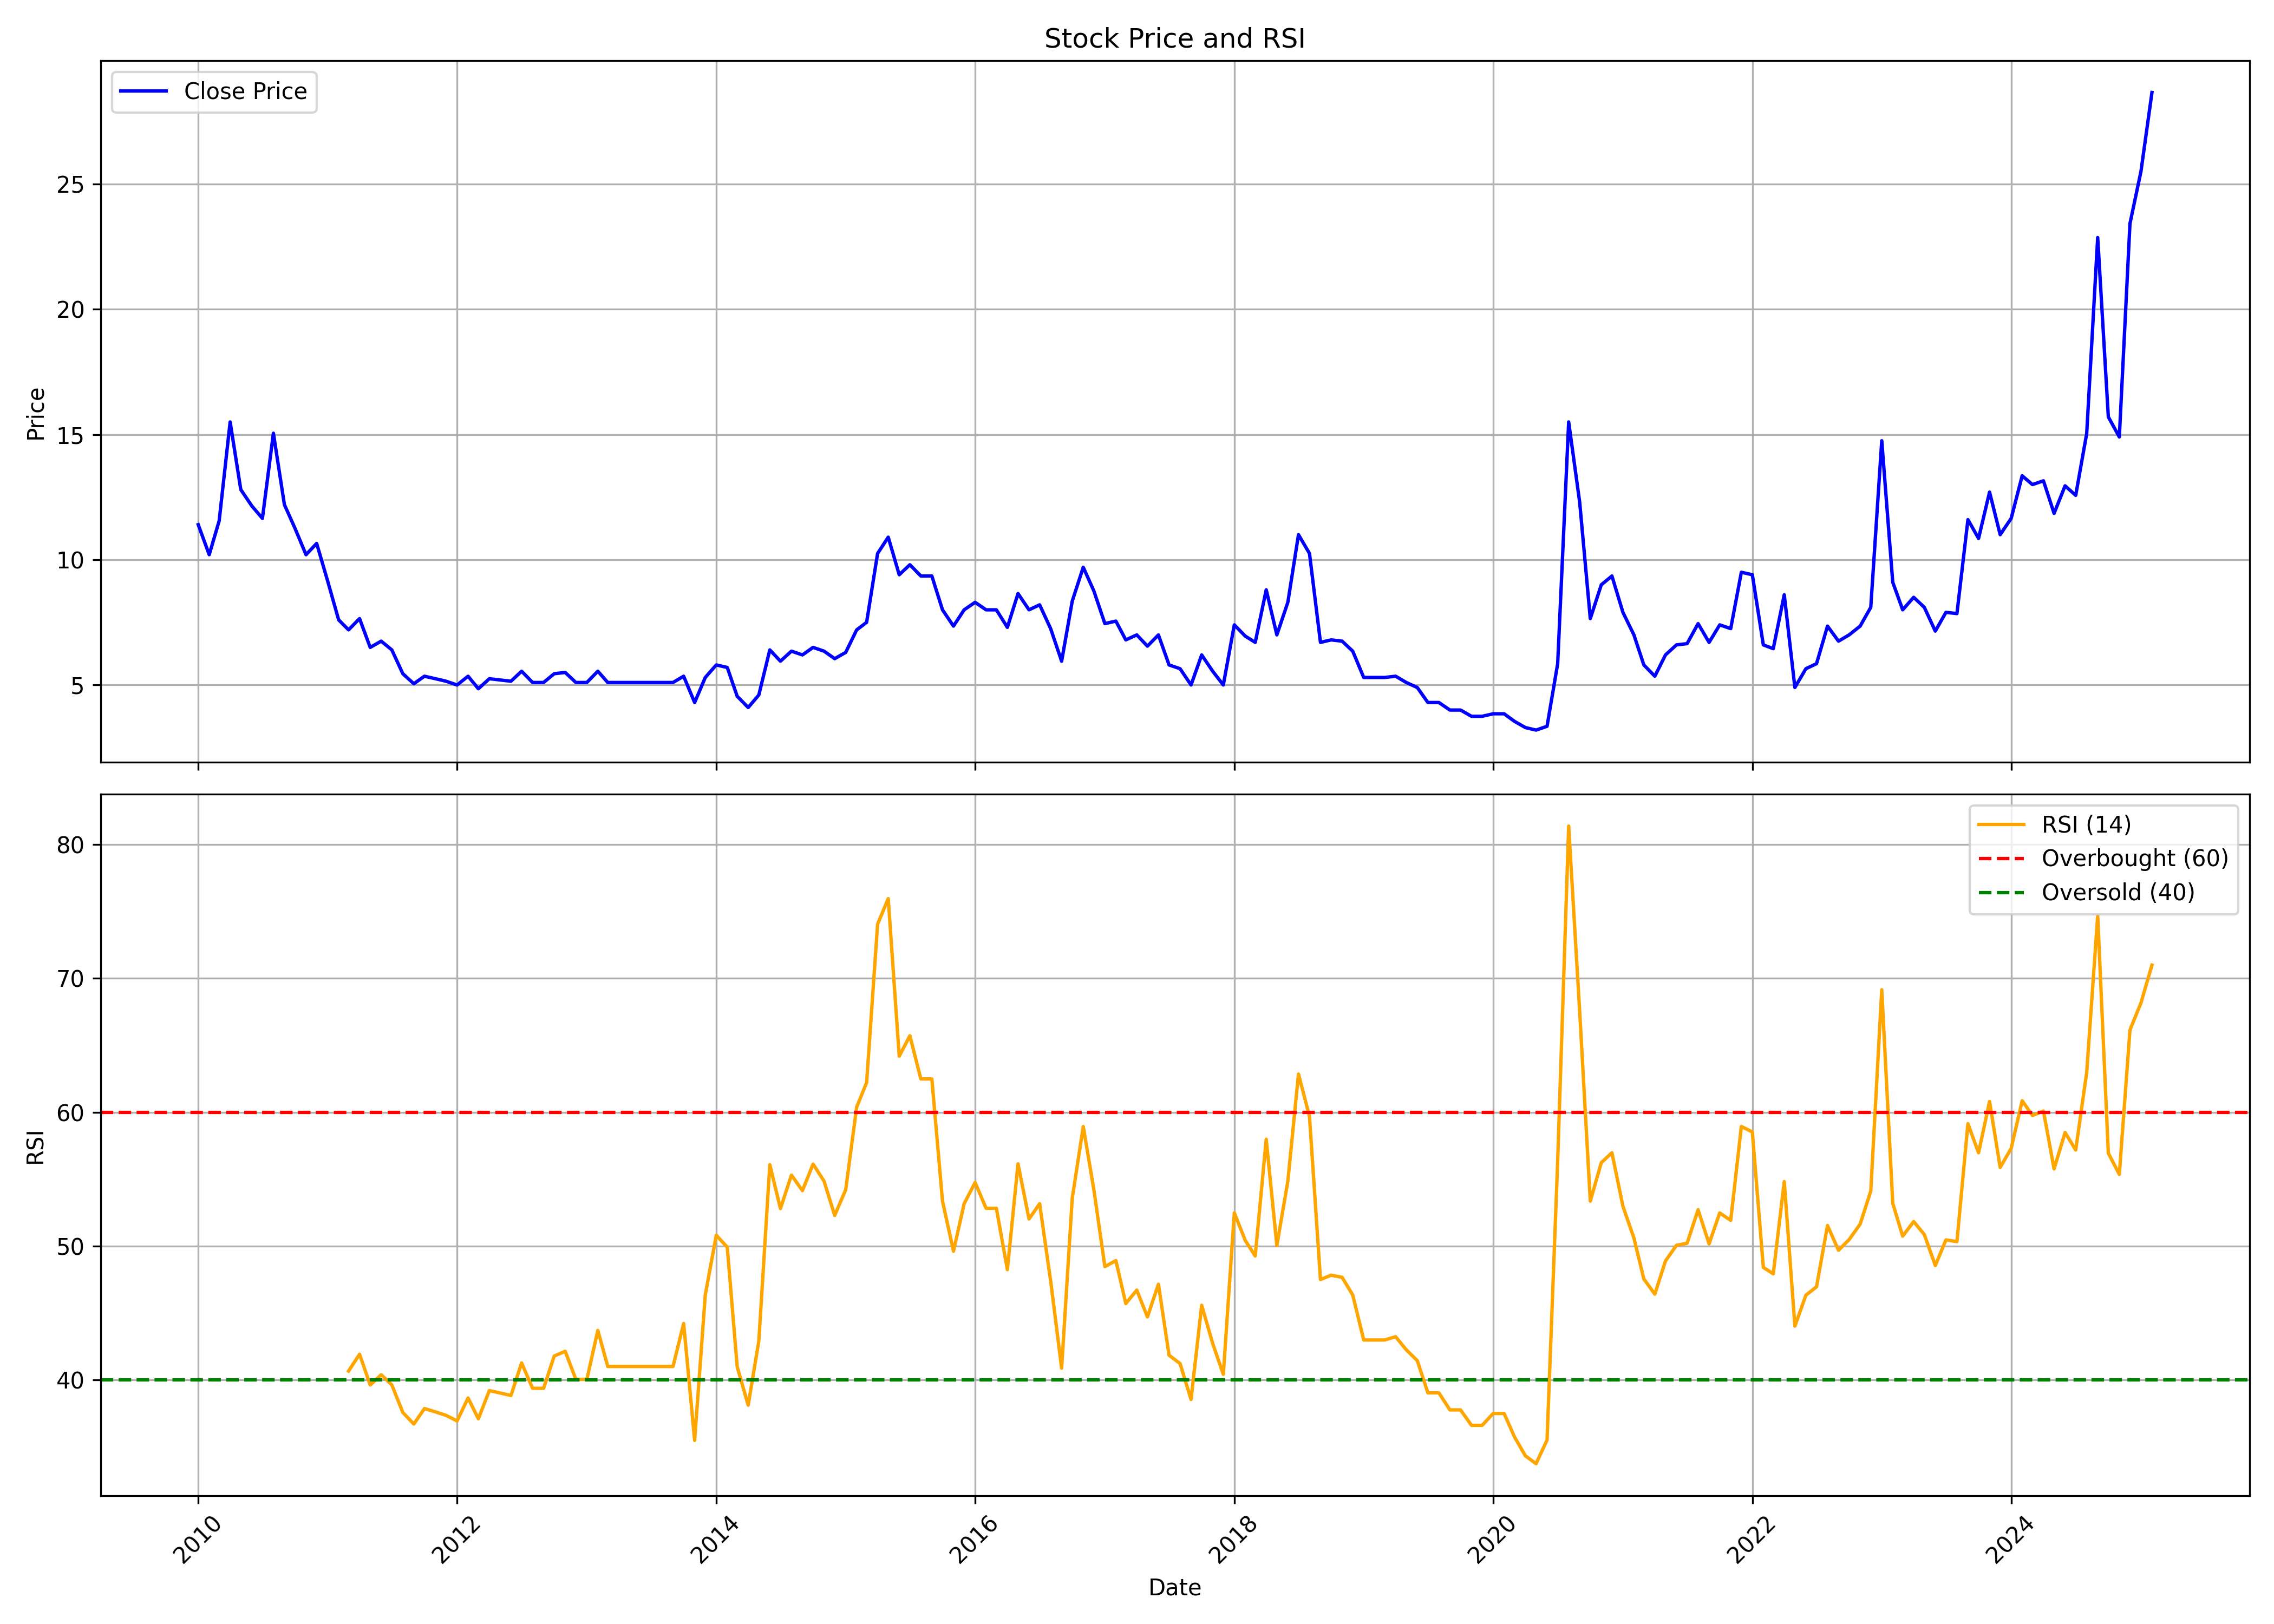 Stock Price and RSI
Close Price
Price
25
20
15
10
5
RSI (14)
Overbought (60)
Oversold (40)
RSI
80
70
60
50
40
2010
2012
2014
2016
2018
2020
2022
2024
Date